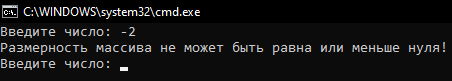 C:\WINDOWS\system32\cmd.exe
Введите число: -2
Размерность массива не может быть равна или меньше нуля!
Введите число: